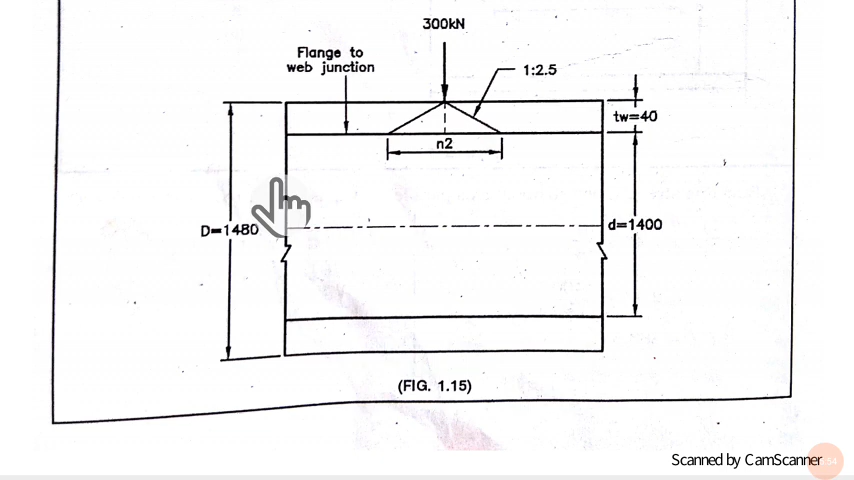 300kN
Flange to
web junction
1:2.5
tw=40
n2
D=1480
d=1400
(FIG. 1.15)
Scanned by CamScanner